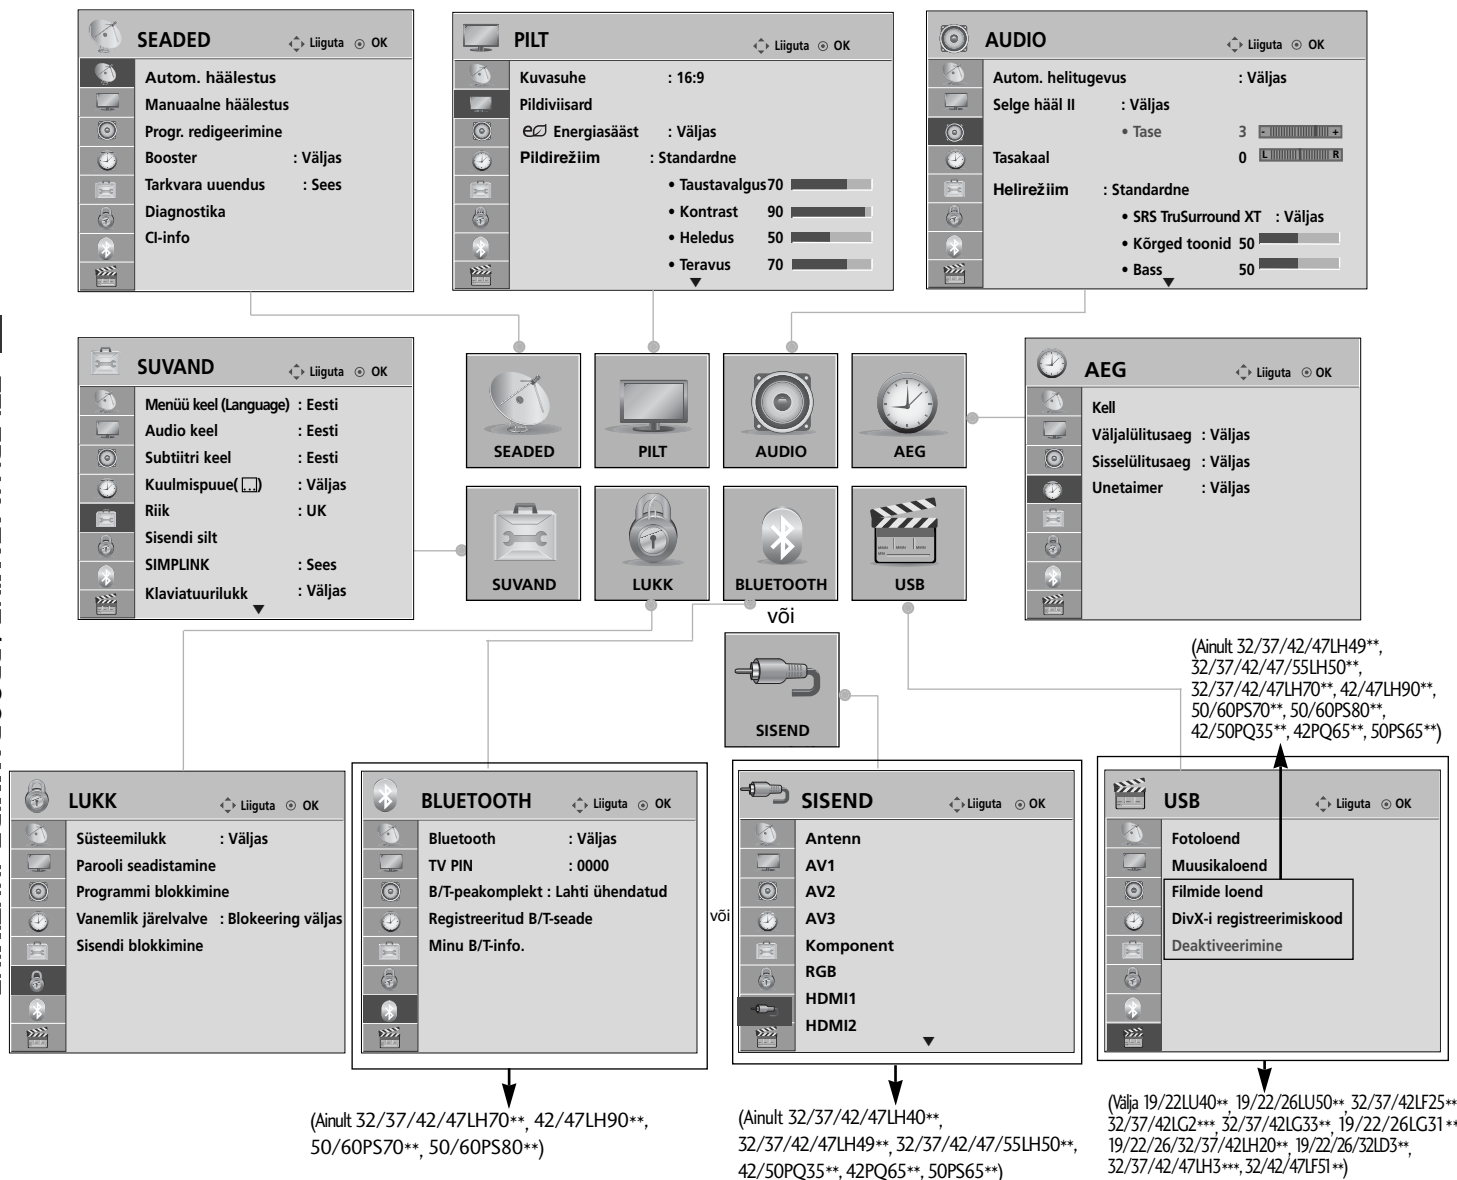 SEADED
Liiguta OK
Autom. häälestus
Manuaalne häälestus
Progr. redigeerimine
Booster : Väljas
Tarkvara uuendus : Sees
Diagnostika
CI-info
PILT
Liiguta OK
Kuvasuhe : 16:9
Pildiviisard
Energiasääst : Väljas
Pildirežiim : Standardne
• Taustavalgus70
• Kontrast 90
• Heledus 50
• Teravus 70
AUDIO
Liiguta OK
Autom. helitugevus : Väljas
Selge hääl II : Väljas
• Tase 3 - +
Tasakaal 0 L R
Helirežiim : Standardne
• SRS TruSurround XT : Väljas
• Kõrged toonid 50
• Bass 50
SUVAND
Liiguta OK
Menüü keel (Language) : Eesti
Audio keel : Eesti
Subtiitri keel : Eesti
Kuulmispuue( ) : Väljas
Riik : UK
Sisendi silt
SIMPLINK : Sees
Klaviatuurilukk : Väljas
SEADED
PILT
AUDIO
AEG
SUVAND
LUKK
BLUETOOTH
USB
või
SISEND
AEG
Liiguta OK
Kell
Väljalülitusaeg : Väljas
Sisselülitusaeg : Väljas
Unetaimer : Väljas
(Ainult 32/37/42/47LH49**,
32/37/42/47/55LH50**,
32/37/42/47LH70**, 42/47LH90**,
50/60PS70**, 50/60PS80**,
42/50PQ35**, 42PQ65**, 50PS65**)
LUKK
Liiguta OK
Süsteemilukk : Väljas
Parooli seadistamine
Programmi blokkimine
Vanemlik järelvalve : Blokeering väljas
Sisendi blokkimine
BLUETOOTH
Liiguta OK
Bluetooth : Väljas
TV PIN : 0000
B/T-peakomplekt : Lahti ühendatud
Registreeritud B/T-seade
Minu B/T-info.
või
SISEND
Liiguta OK
Antenn
AV1
AV2
AV3
Komponent
RGB
HDMI1
HDMI2
USB
Liiguta OK
Fotoloend
Muusikaloend
Filmide loend
DivX-i registreerimiskood
Deaktiveerimine
(Ainult 32/37/42/47LH70**, 42/47LH90**,
50/60PS70**, 50/60PS80**)
(Ainult 32/37/42/47LH40**,
32/37/42/47LH49**, 32/37/42/47/55LH50**,
42/50PQ35**, 42PQ65**, 50PS65**)
(Välja 19/22LU40**, 19/22/26LU50**, 32/37/42LF25**
32/37/42LG2***, 32/37/42LG33**, 19/22/26LG31**
19/22/26/32/37/42LH20**, 19/22/26/32LD3**,
32/37/42/47LH3***, 32/42/47LF51**)